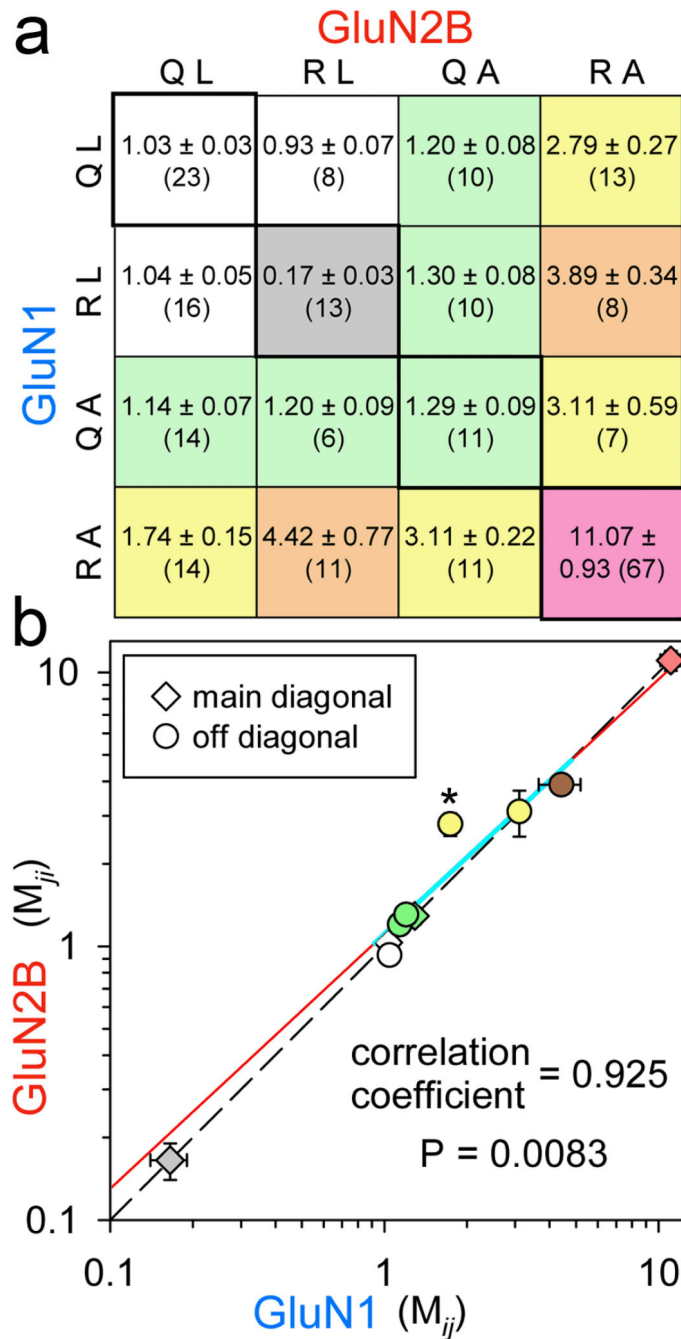 a
GluN2B
Q L R L Q A R A
GluN1
Q L
1.03 ± 0.03 0.93 ± 0.07 1.20 ± 0.08 2.79 ± 0.27
(23) (8) (10) (13)
R L
1.04 ± 0.05 0.17 ± 0.03 1.30 ± 0.08 3.89 ± 0.34
(16) (13) (10) (8)
Q A
1.14 ± 0.07 1.20 ± 0.09 1.29 ± 0.09 3.11 ± 0.59
(14) (6) (11) (7)
R A
1.74 ± 0.15 4.42 ± 0.77 3.11 ± 0.22 11.07 ±
(14) (11) (11) 0.93 (67)
b
main diagonal
off diagonal
*
correlation
coefficient = 0.925
P = 0.0083
GluN2B (Mji)
10
1
0.1
0.1 1 10
GluN1 (Mij)